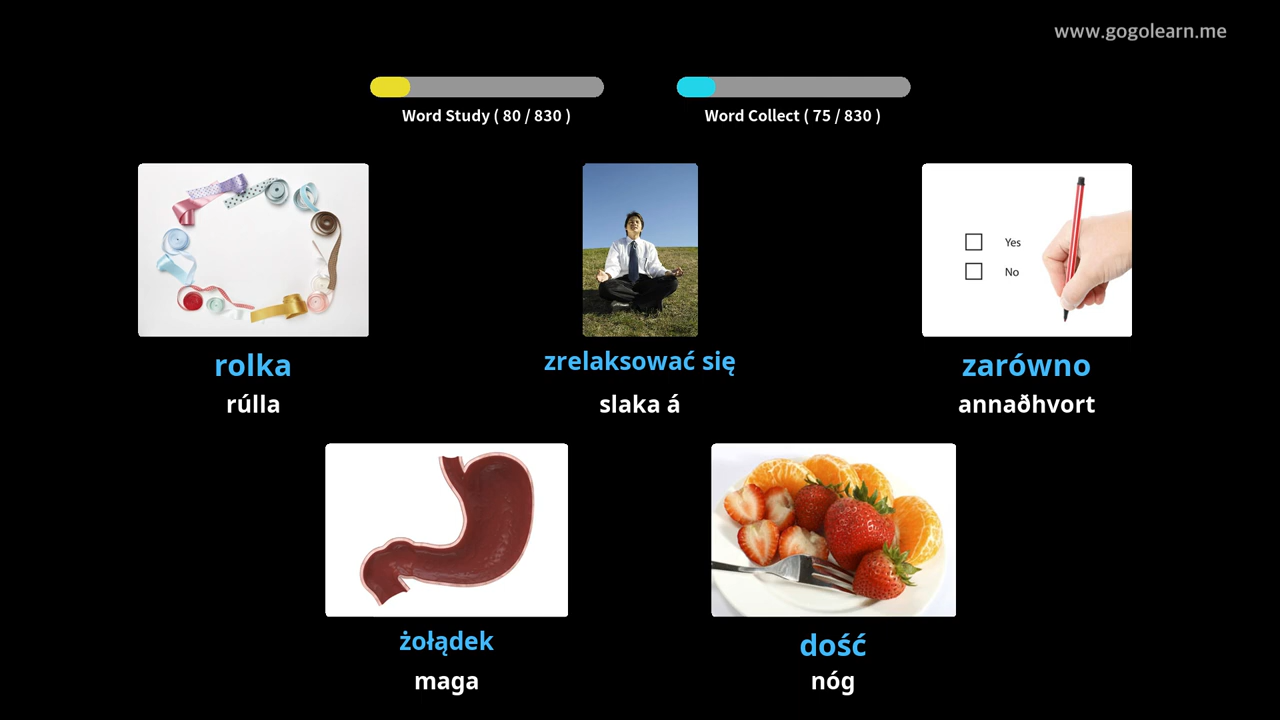 www.gogolearn.me
Word Study ( 80 / 830 )
Word Collect ( 75 / 830 )
Yes
No
rolka
rúlla
zrelaksować się
slaka á
zarówno
annaðhvort
żołądek
maga
dość
nóg